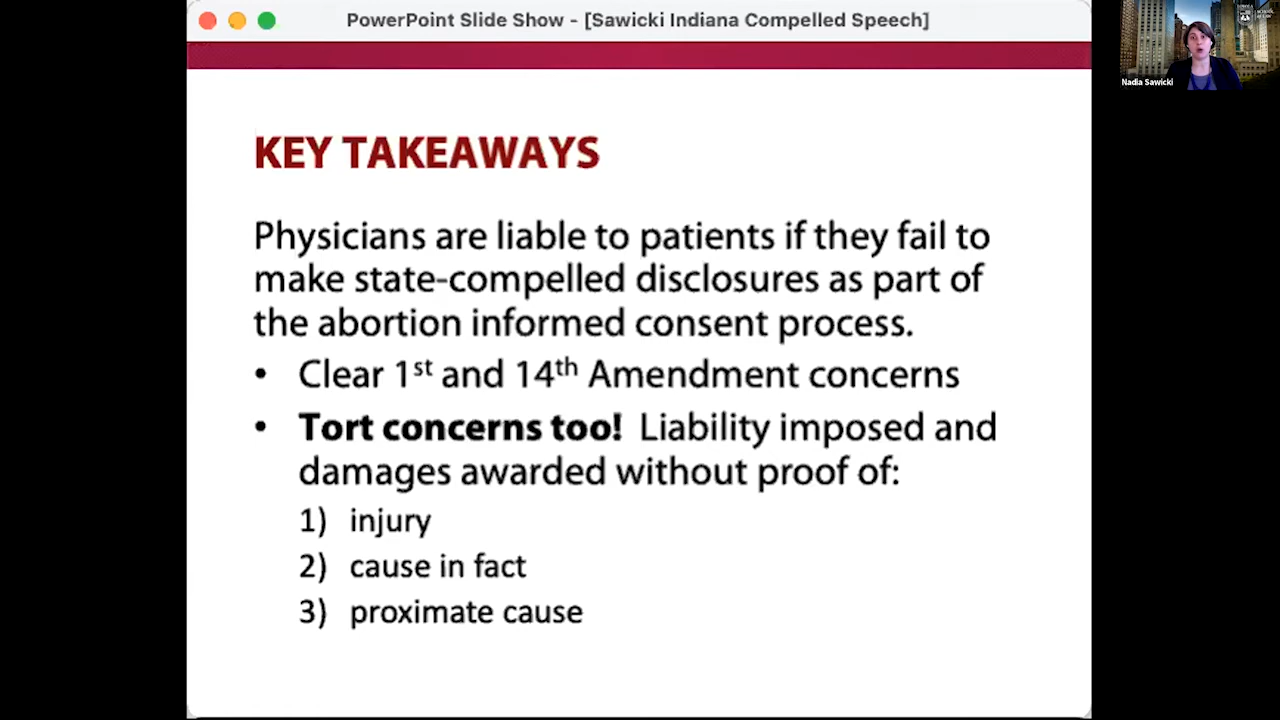 PowerPoint Slide Show - [Sawicki Indiana Compelled Speech]
KEY TAKEAWAYS
Physicians are liable to patients if they fail to
make state-compelled disclosures as part of
the abortion informed consent process.
• Clear 1st and 14th Amendment concerns
• Tort concerns too! Liability imposed and
damages awarded without proof of:
1) injury
2) cause in fact
3) proximate cause
Nadia Sawicki